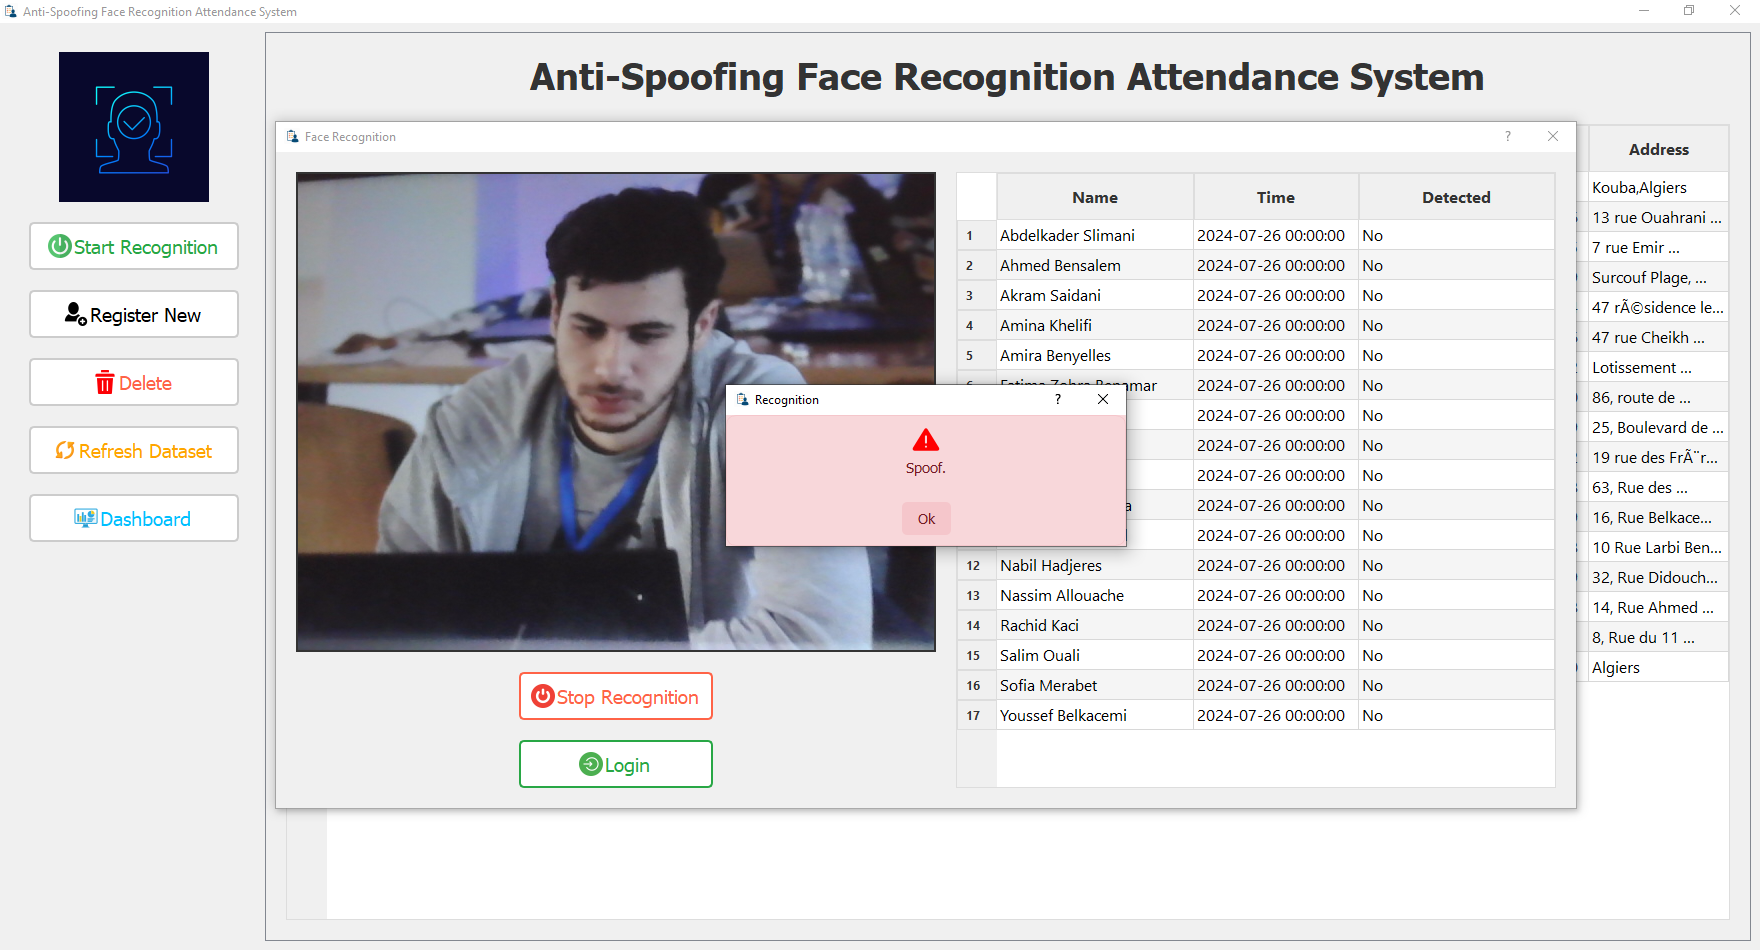 Anti-Spoofing Face Recognition Attendance System
Anti-Spoofing Face Recognition Attendance System
Start Recognition
Register New
Delete
Refresh Dataset
Dashboard
Face Recognition
?
Name Time Detected
1 Abdelkader Slimani 2024-07-26 00:00:00 No
2 Ahmed Bensalem 2024-07-26 00:00:00 No
3 Akram Saidani 2024-07-26 00:00:00 No
4 Amina Khelifi 2024-07-26 00:00:00 No
5 Amira Benyelles 2024-07-26 00:00:00 No
2024-07-26 00:00:00 No
2024-07-26 00:00:00 No
2024-07-26 00:00:00 No
2024-07-26 00:00:00 No
a 2024-07-26 00:00:00 No
2024-07-26 00:00:00 No
12 Nabil Hadjeres 2024-07-26 00:00:00 No
13 Nassim Allouache 2024-07-26 00:00:00 No
14 Rachid Kaci 2024-07-26 00:00:00 No
15 Salim Ouali 2024-07-26 00:00:00 No
16 Sofia Merabet 2024-07-26 00:00:00 No
17 Youssef Belkacemi 2024-07-26 00:00:00 No
Recognition
?
Spoof.
Ok
Stop Recognition
Login
Address
Kouba,Algiers
13 rue Ouahrani ...
7 rue Emir ...
Surcouf Plage, ...
47 rÃ©sidence le...
47 rue Cheikh ...
Lotissement ...
86, route de ...
25, Boulevard de ...
19 rue des FrÃ¨r...
63, Rue des ...
16, Rue Belkace...
10 Rue Larbi Ben...
32, Rue Didouch...
14, Rue Ahmed ...
8, Rue du 11 ...
Algiers